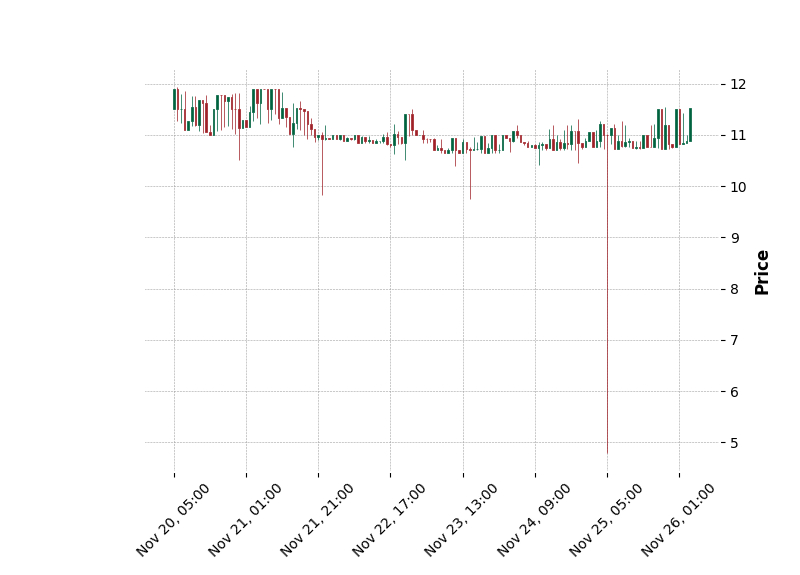 12
11
10
9
8
7
6
5
Price
Nov 20, 05:00
Nov 21, 01:00
Nov 21, 21:00
Nov 22, 17:00
Nov 23, 13:00
Nov 24, 09:00
Nov 25, 05:00
Nov 26, 01:00